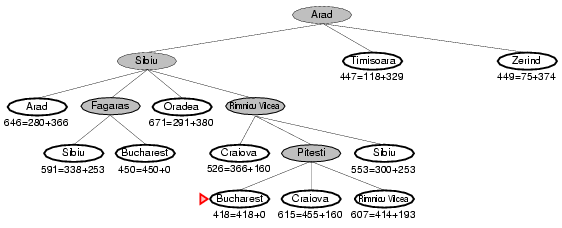 Arad
Sibiu
Timisoara
Zerind
447=118+329
449=75+374
Arad
Fagaras
Oradea
Rimnicu Vilcea
646=280+366
671=291+380
Sibiu
Bucharest
Craiova
Pitesti
Sibiu
591=338+253
450=450+0
526=366+160
553=300+253
Bucharest
Craiova
Rimnicu Vilcea
418=418+0
615=455+160
607=414+193